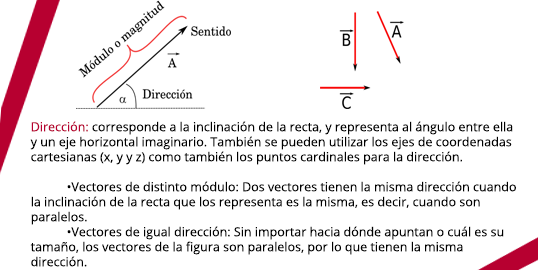 Módulo o magnitud
Sentido
A
α
Dirección
B
A
C
Dirección: corresponde a la inclinación de la recta, y representa al ángulo entre ella
y un eje horizontal imaginario. También se pueden utilizar los ejes de coordenadas
cartesianas (x, y y z) como también los puntos cardinales para la dirección.
•Vectores de distinto módulo: Dos vectores tienen la misma dirección cuando
la inclinación de la recta que los representa es la misma, es decir, cuando son
paralelos.
•Vectores de igual dirección: Sin importar hacia dónde apuntan o cuál es su
tamaño, los vectores de la figura son paralelos, por lo que tienen la misma
dirección.